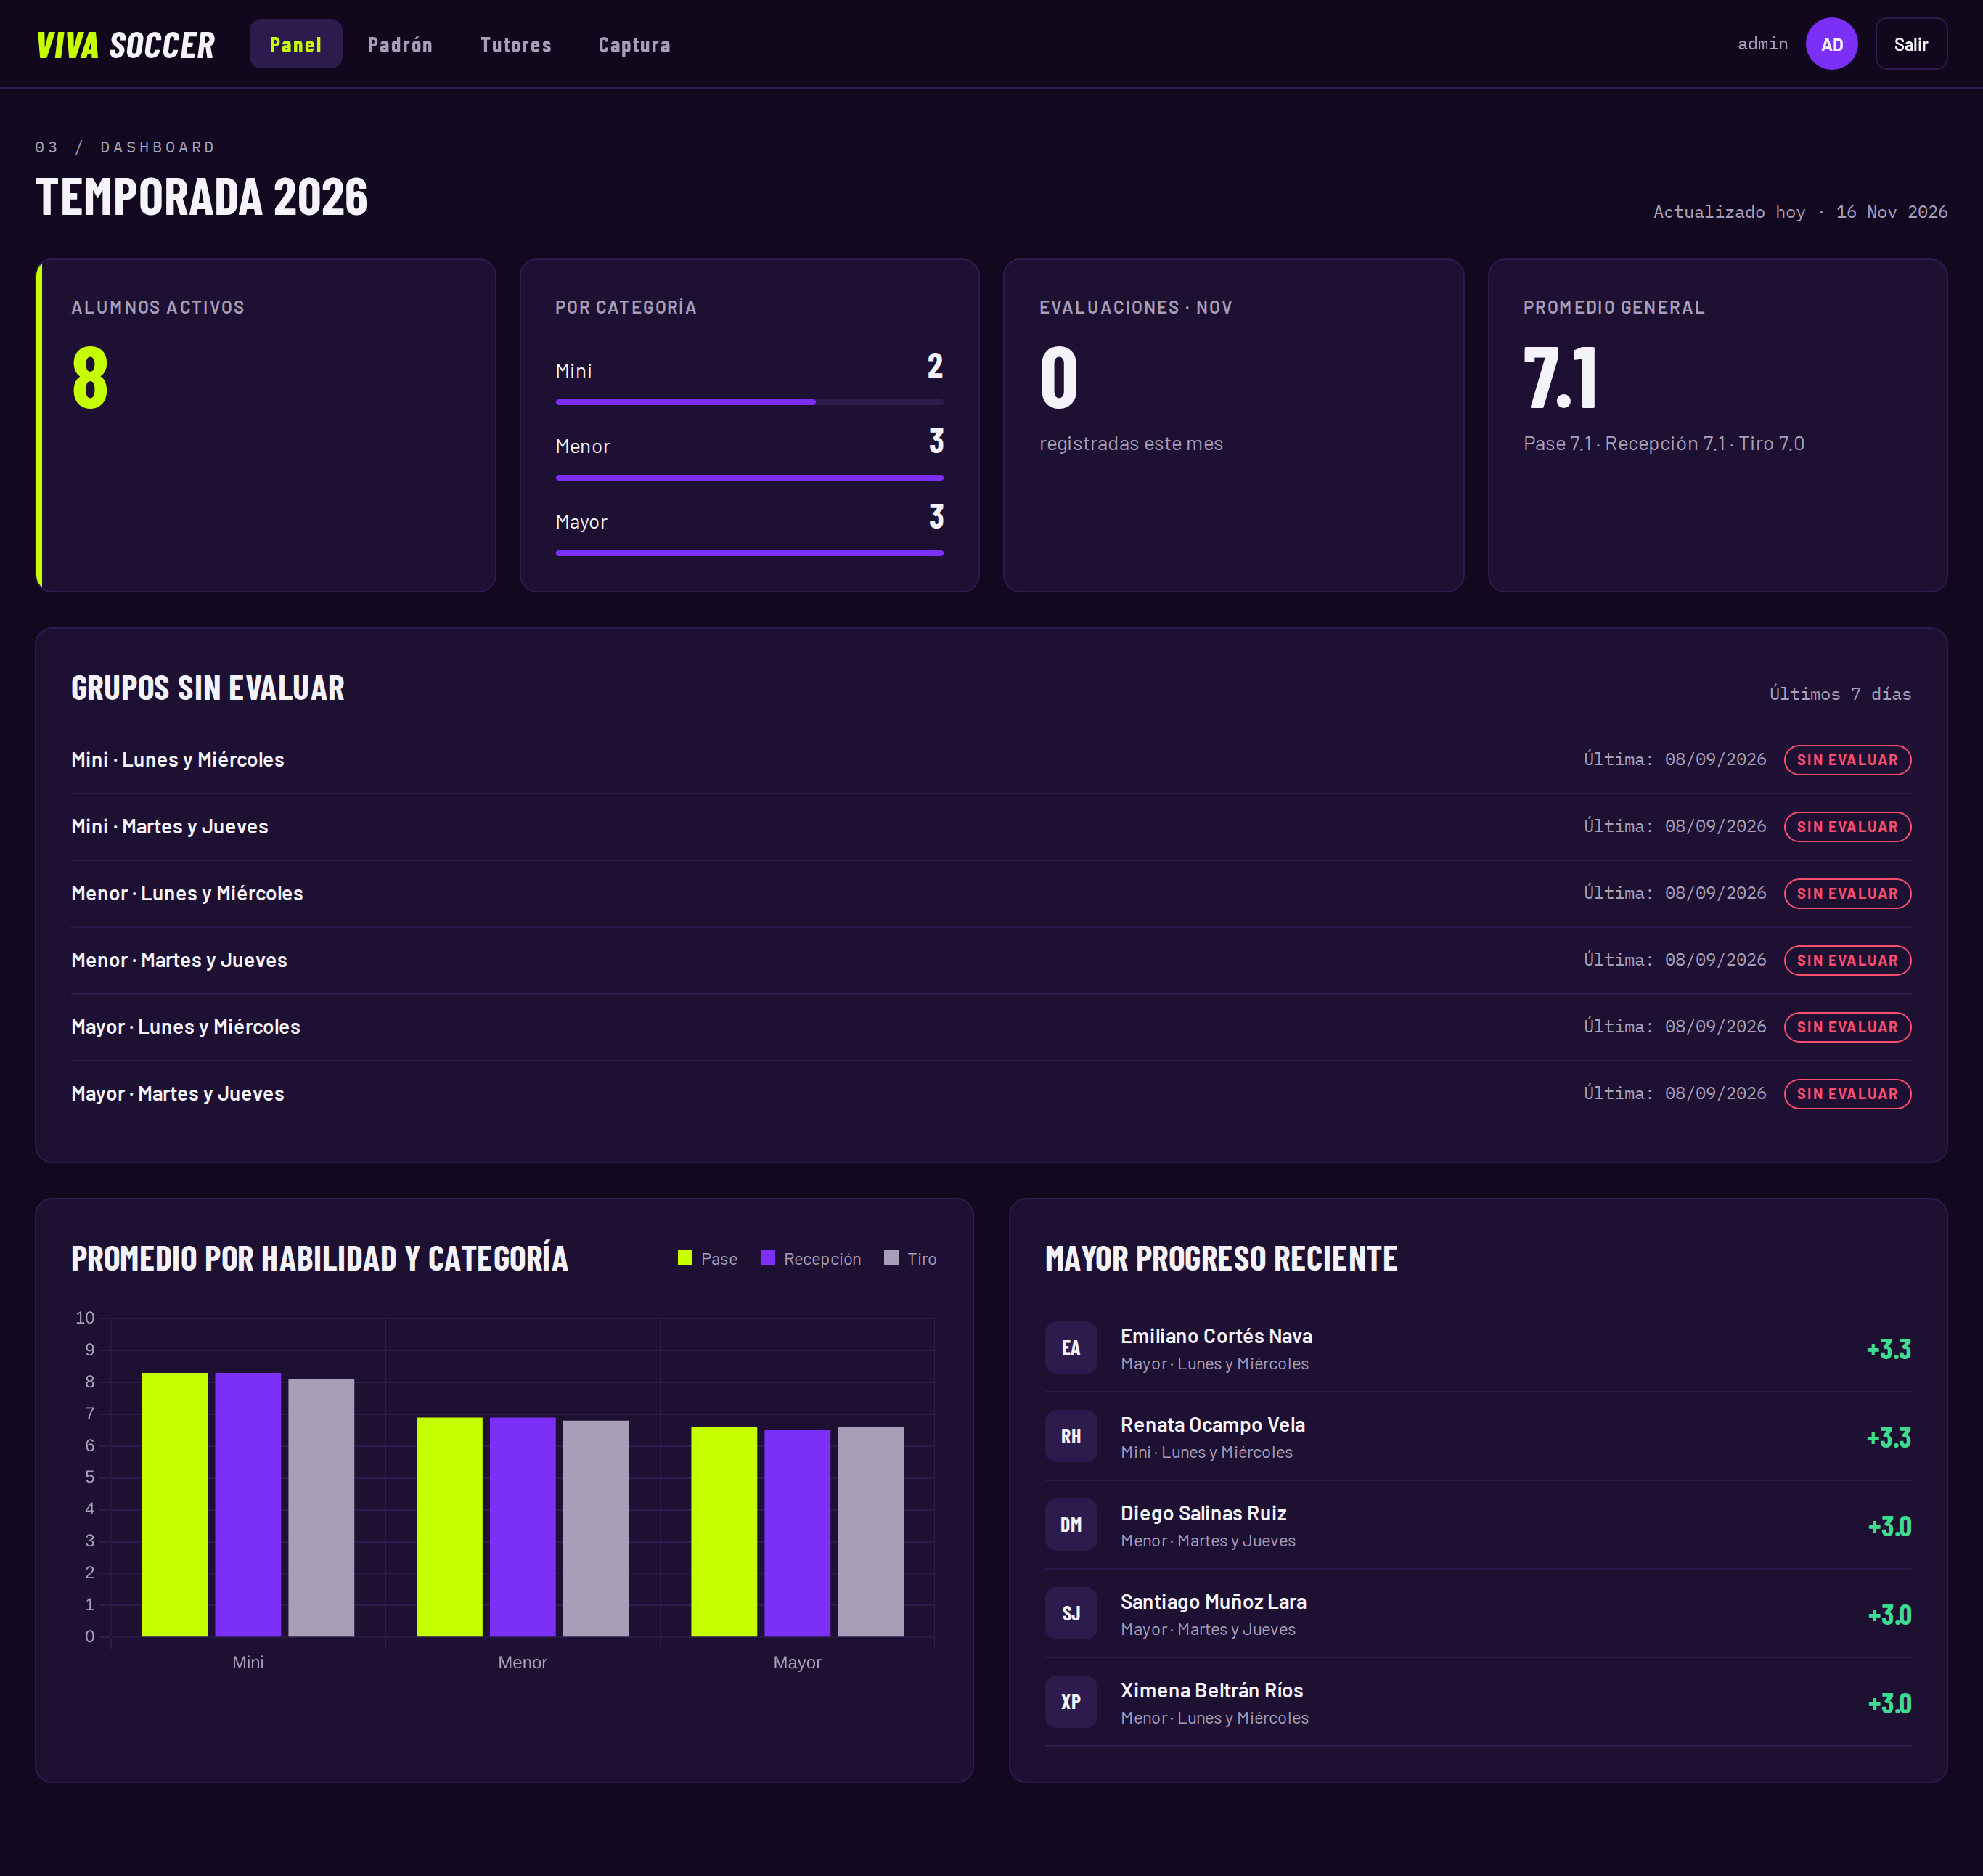 VIVA SOCCER Panel Padrón Tutores Captura admin AD Salir
03 / DASHBOARD
TEMPORADA 2026
Actualizado hoy · 16 Nov 2026
ALUMNOS ACTIVOS
8
POR CATEGORÍA
Mini 2
Menor 3
Mayor 3
EVALUACIONES · NOV
0
registradas este mes
PROMEDIO GENERAL
7.1
Pase 7.1 · Recepción 7.1 · Tiro 7.0
GRUPOS SIN EVALUAR
Últimos 7 días
Mini · Lunes y Miércoles Última: 08/09/2026 SIN EVALUAR
Mini · Martes y Jueves Última: 08/09/2026 SIN EVALUAR
Menor · Lunes y Miércoles Última: 08/09/2026 SIN EVALUAR
Menor · Martes y Jueves Última: 08/09/2026 SIN EVALUAR
Mayor · Lunes y Miércoles Última: 08/09/2026 SIN EVALUAR
Mayor · Martes y Jueves Última: 08/09/2026 SIN EVALUAR
PROMEDIO POR HABILIDAD Y CATEGORÍA
Pase Recepción Tiro
10
9
8
7
6
5
4
3
2
1
0
Mini Menor Mayor
MAYOR PROGRESO RECIENTE
EA Emiliano Cortés Nava +3.3
Mayor · Lunes y Miércoles
RH Renata Ocampo Vela +3.3
Mini · Lunes y Miércoles
DM Diego Salinas Ruiz +3.0
Menor · Martes y Jueves
SJ Santiago Muñoz Lara +3.0
Mayor · Martes y Jueves
XP Ximena Beltrán Ríos +3.0
Menor · Lunes y Miércoles